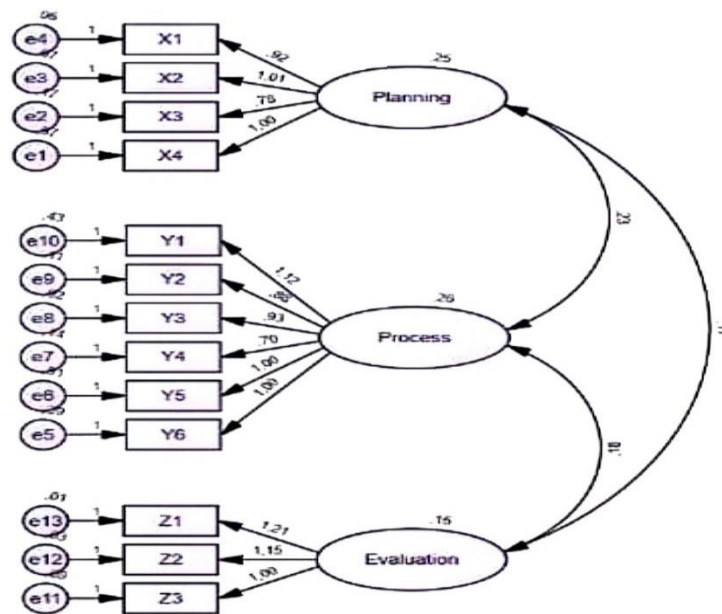 .92
.25
1
e4
X1
1.01
e3
1
X2
Planning
.78
e2
1
X3
1.00
e1
1
X4
.23
.43
e10
1
Y1
1.12
e9
1
Y2
.26
e8
1
Y3
.93
Process
e7
1
Y4
.70
e6
1
Y5
1.00
e5
1
Y6
1.00
.01
e13
1
Z1
1.21
.15
e12
1
Z2
1.15
Evaluation
e11
1
Z3
1.00